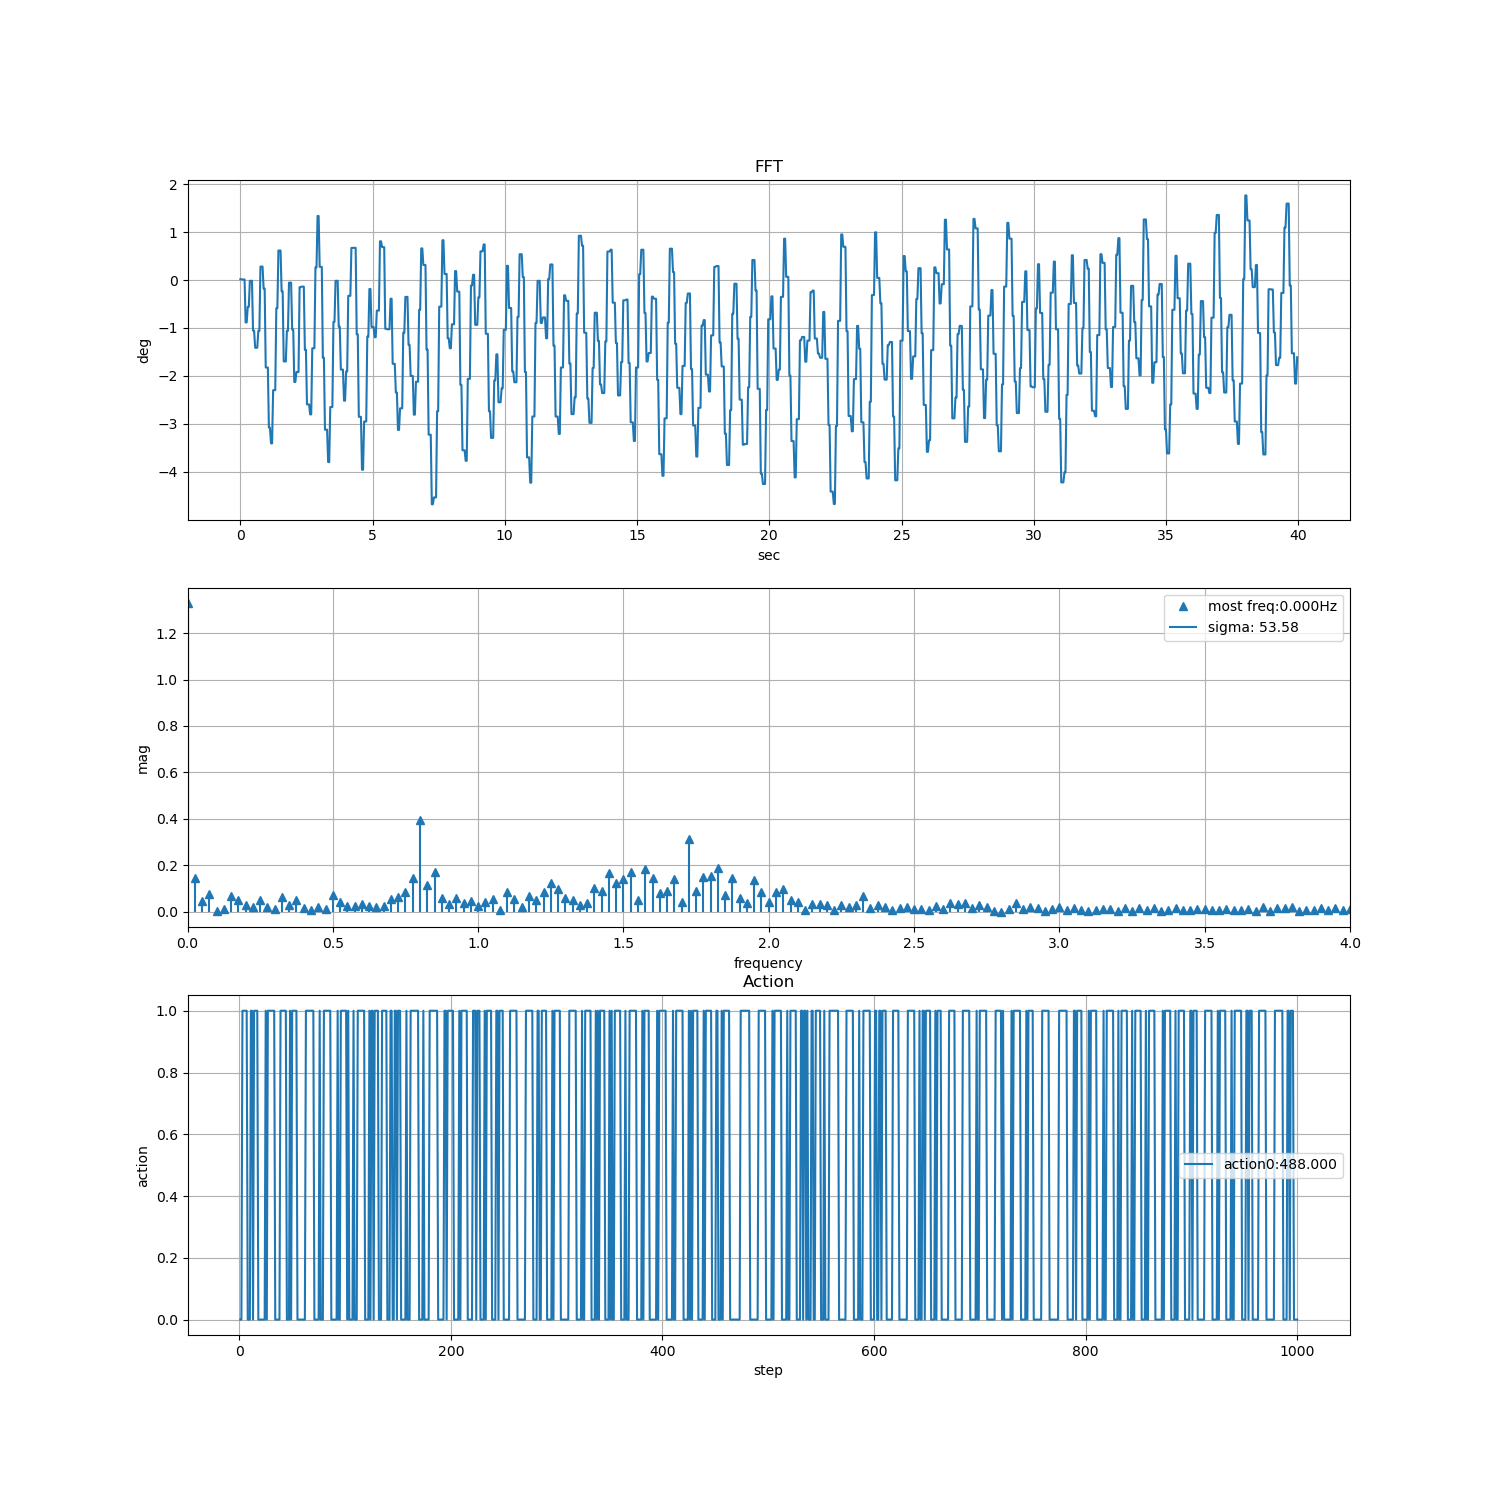 FFT
2
1
0
−1
−2
−3
−4
deg
0 5 10 15 20 25 30 35 40
sec
most freq:0.000Hz
sigma: 53.58
1.2
1.0
0.8
0.6
0.4
0.2
0.0
mag
0.0 0.5 1.0 1.5 2.0 2.5 3.0 3.5 4.0
frequency
Action
1.0
0.8
0.6
0.4
0.2
0.0
action
action0:488.000
0 200 400 600 800 1000
step